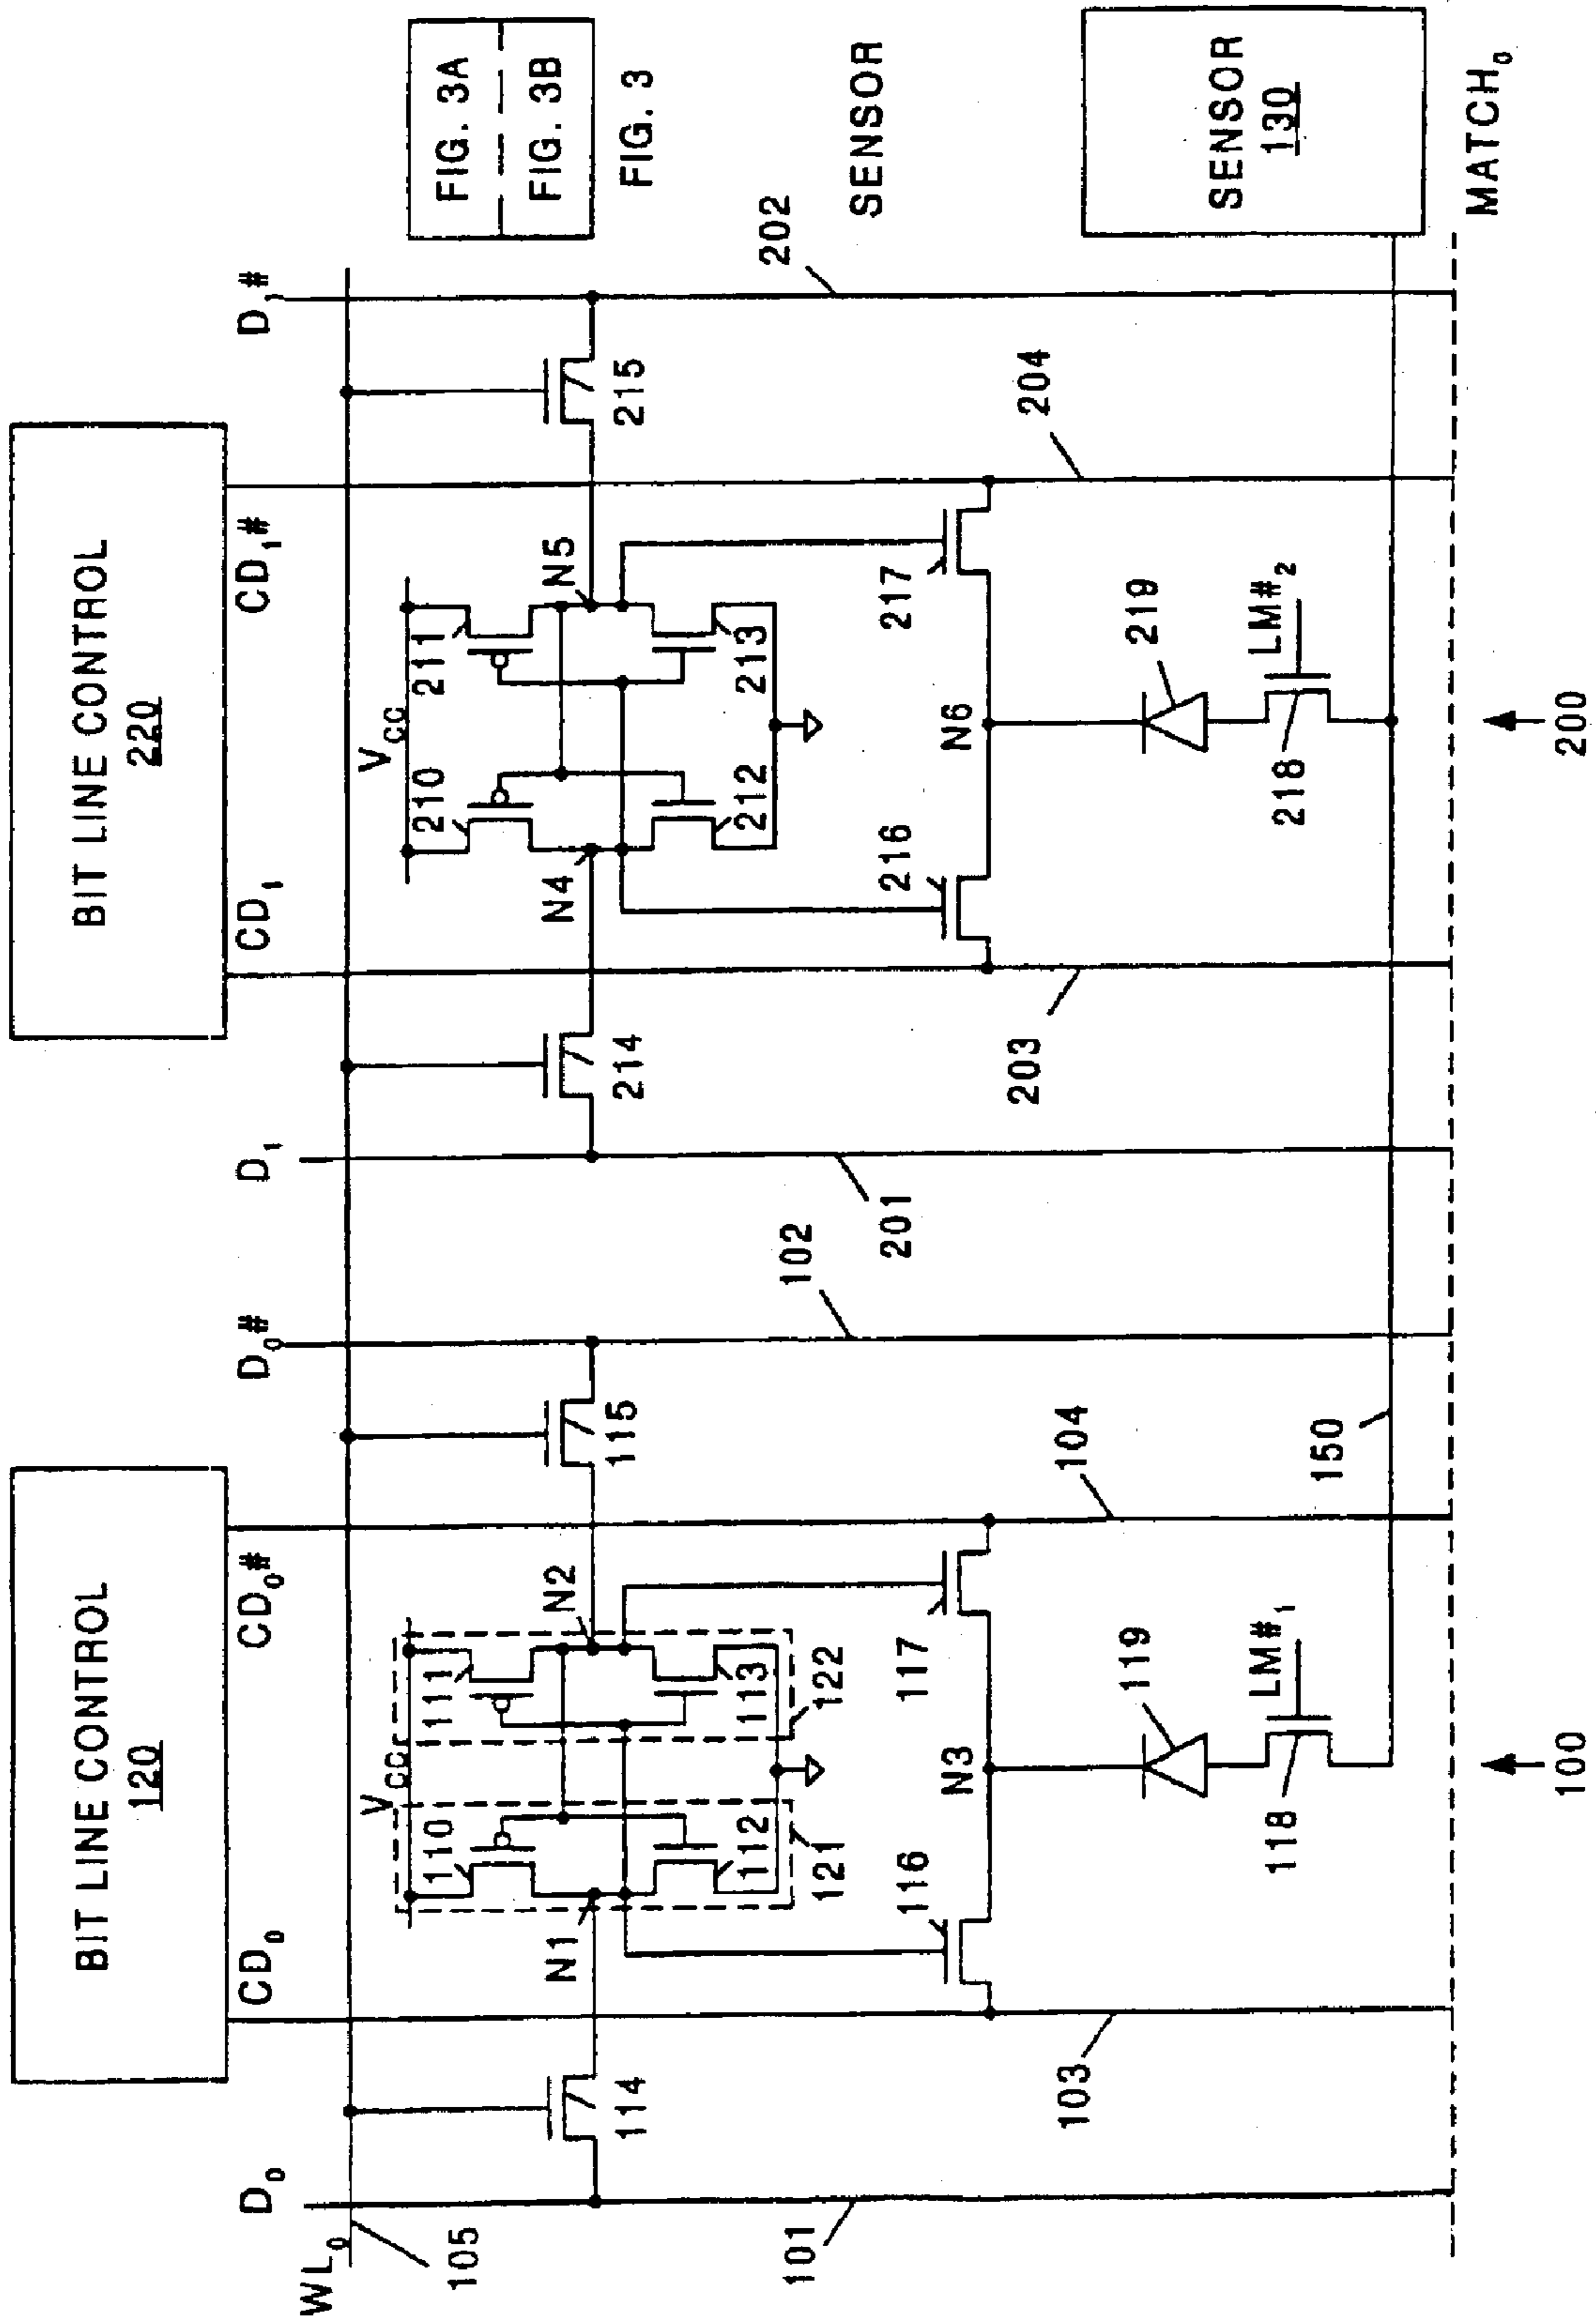 BIT LINE CONTROL
120
BIT LINE CONTROL
220
D₀
CD₀
CD₀#
D₀#
D₁
CD₁
CD₁#
D₁#
WL₀
105
V_CC
V_CC
FIG. 3A
FIG. 3B
FIG. 3
110
111
210
211
N1
N2
N4
N5
114
115
214
215
112
113
212
213
121
122
101
102
201
202
SENSOR
116
117
216
217
N3
N6
103
104
203
204
119
219
SENSOR
130
118
LM#₁
218
LM#₂
150
MATCH₀
100
200